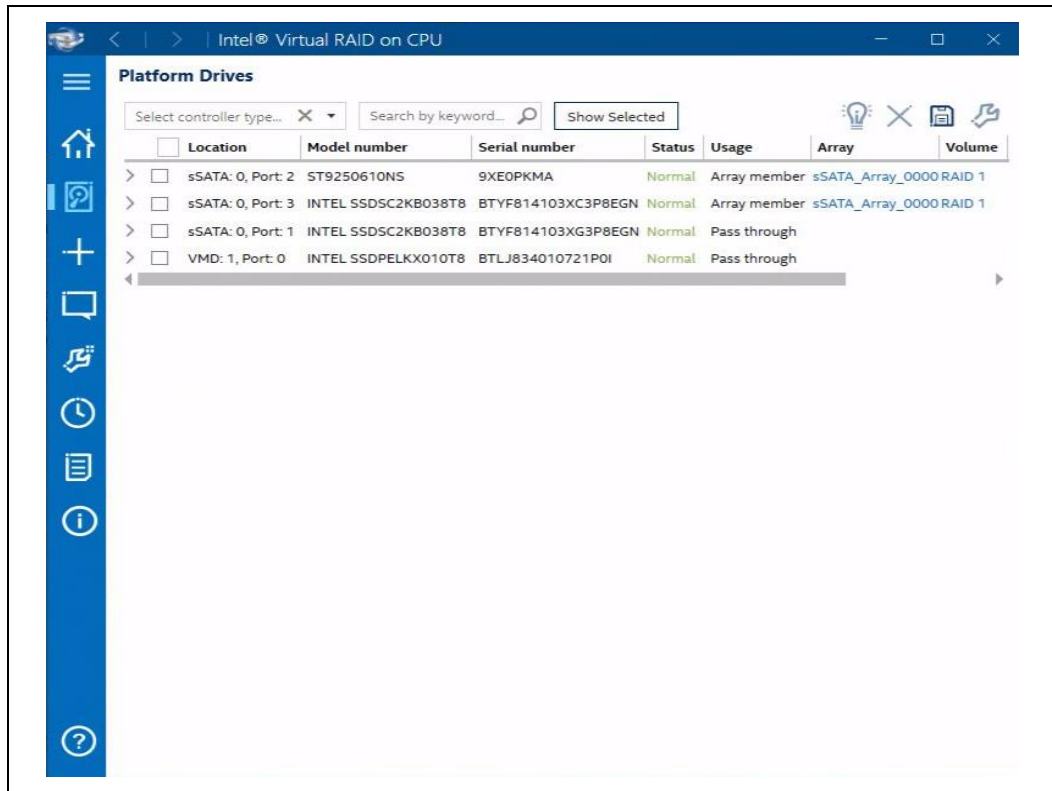 Intel® Virtual RAID on CPU
Platform Drives
Select controller type... Search by keyword... Show Selected
Location Model number Serial number Status Usage Array Volume
sSATA: 0, Port: 2 ST9250610NS 9XE0PKMA Normal Array member sSATA_Array_0000 RAID 1
sSATA: 0, Port: 3 INTEL SSDSC2KB038T8 BTYF814103XC3P8EGN Normal Array member sSATA_Array_0000 RAID 1
sSATA: 0, Port: 1 INTEL SSDSC2KB038T8 BTYF814103XG3P8EGN Normal Pass through
VMD: 1, Port: 0 INTEL SSDPELKX010T8 BTLJ834010721P0I Normal Pass through